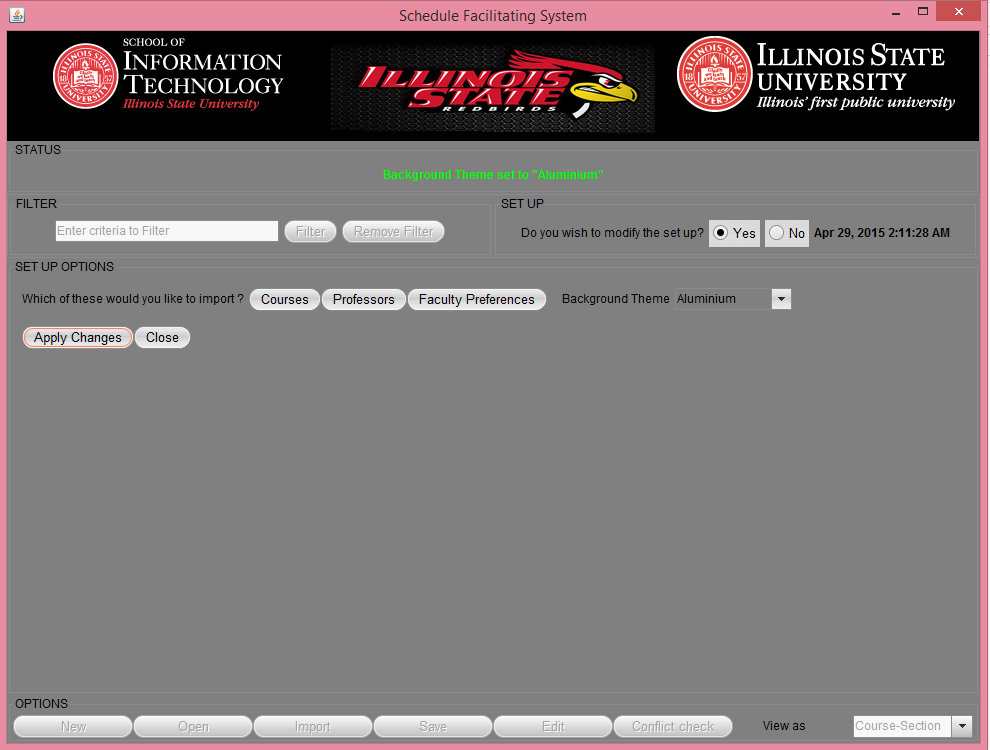 Schedule Facilitating System
SCHOOL OF
INFORMATION
TECHNOLOGY
Illinois State University
ILLINOIS
STATE
REDBIRDS
18 57
ILLINOIS STATE
UNIVERSITY
Illinois' first public university
STATUS
Background Theme set to "Aluminium"
FILTER
Enter criteria to Filter Filter Remove Filter
SET UP
Do you wish to modify the set up? Yes No Apr 29, 2015 2:11:28 AM
SET UP OPTIONS
Which of these would you like to import ? Courses Professors Faculty Preferences Background Theme Aluminium
Apply Changes Close
OPTIONS
New Open Import Save Edit Conflict check View as Course-Section